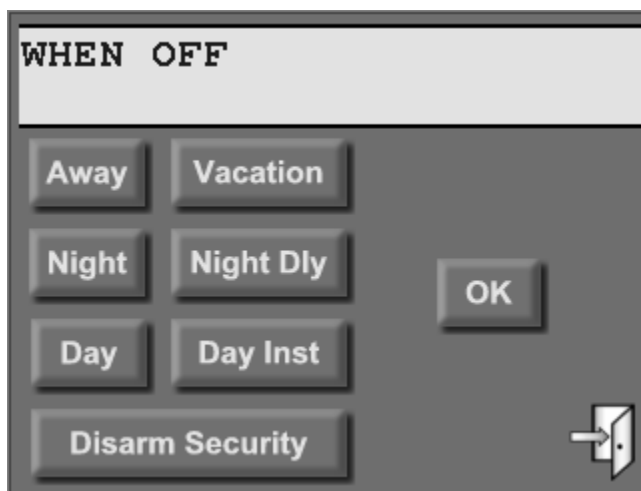 WHEN OFF
Away Vacation
Night Night Dly
OK
Day Day Inst
Disarm Security